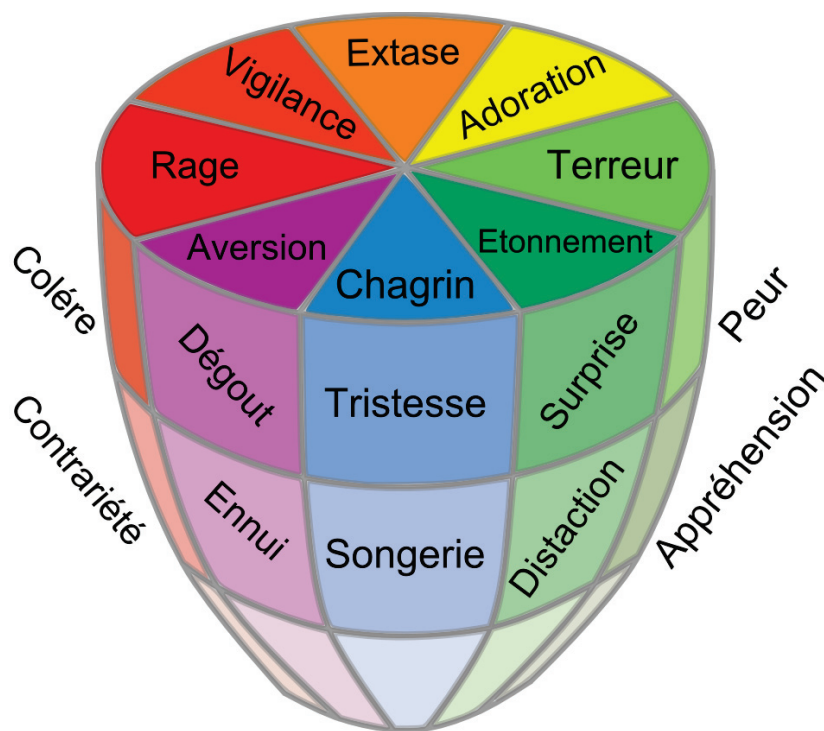 Extase
Vigilance
Adoration
Rage
Terreur
Aversion
Etonnement
Chagrin
Colére
Dégout
Tristesse
Surprise
Peur
Contrariété
Ennui
Songerie
Distaction
Appréhension